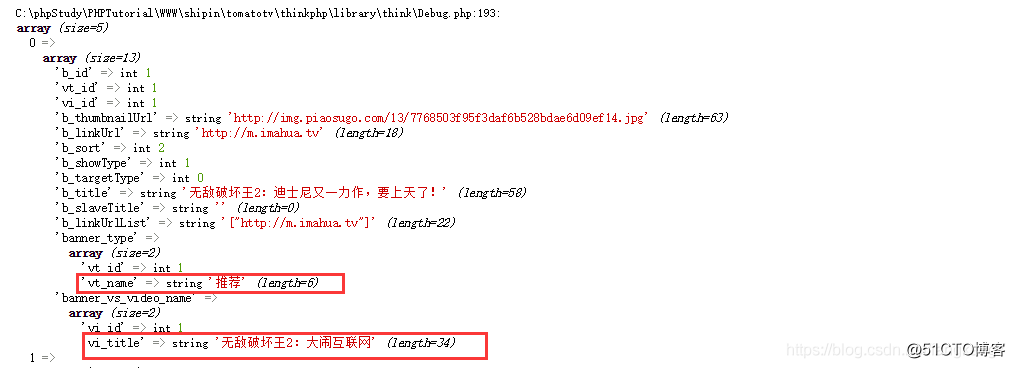 C:\phpStudy\PHPTutorial\WWW\shipin\tomatotv\thinkphp\library\think\Debug.php:193:
array (size=5)
0 =>
array (size=13)
'b_id' => int 1
'vt_id' => int 1
'vi_id' => int 1
'b_thumbnailUrl' => string 'http://img.piaosugo.com/13/7768503f95f3daf6b528bdae6d09ef14.jpg' (length=63)
'b_linkUrl' => string 'http://m.imahua.tv' (length=18)
'b_sort' => int 2
'b_showType' => int 1
'b_targetType' => int 0
'b_title' => string '无敌破坏王2：迪士尼又一力作，要上天了！' (length=58)
'b_slaveTitle' => string '' (length=0)
'b_linkUrlList' => string '["http://m.imahua.tv"]' (length=22)
'banner_type' =>
array (size=2)
'vt_id' => int 1
'vt_name' => string '推荐' (length=6)
'banner_vs_video_name' =>
array (size=2)
'vi_id' => int 1
'vi_title' => string '无敌破坏王2：大闹互联网' (length=34)
1 =>
@51CTO博客